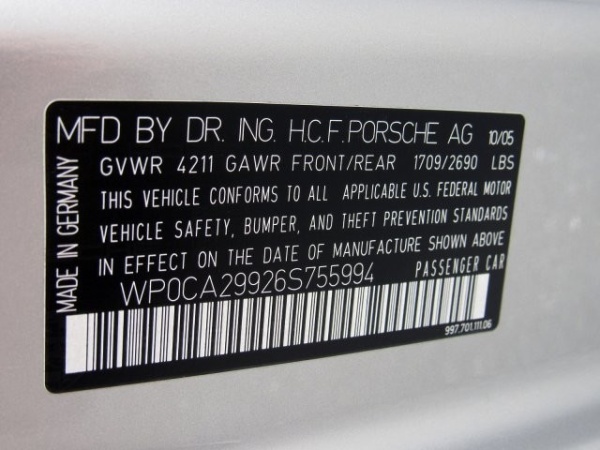 MFD BY DR. ING. H.C.F.PORSCHE AG 10/05
GVWR 4211 GAWR FRONT/REAR 1709/2690 LBS
THIS VEHICLE CONFORMS TO ALL APPLICABLE U.S. FEDERAL MOTOR
VEHICLE SAFETY, BUMPER, AND THEFT PREVENTION STANDARDS
IN EFFECT ON THE DATE OF MANUFACTURE SHOWN ABOVE
WP0CA29926S755994 PASSENGER CAR
997.701.111.06
MADE IN GERMANY